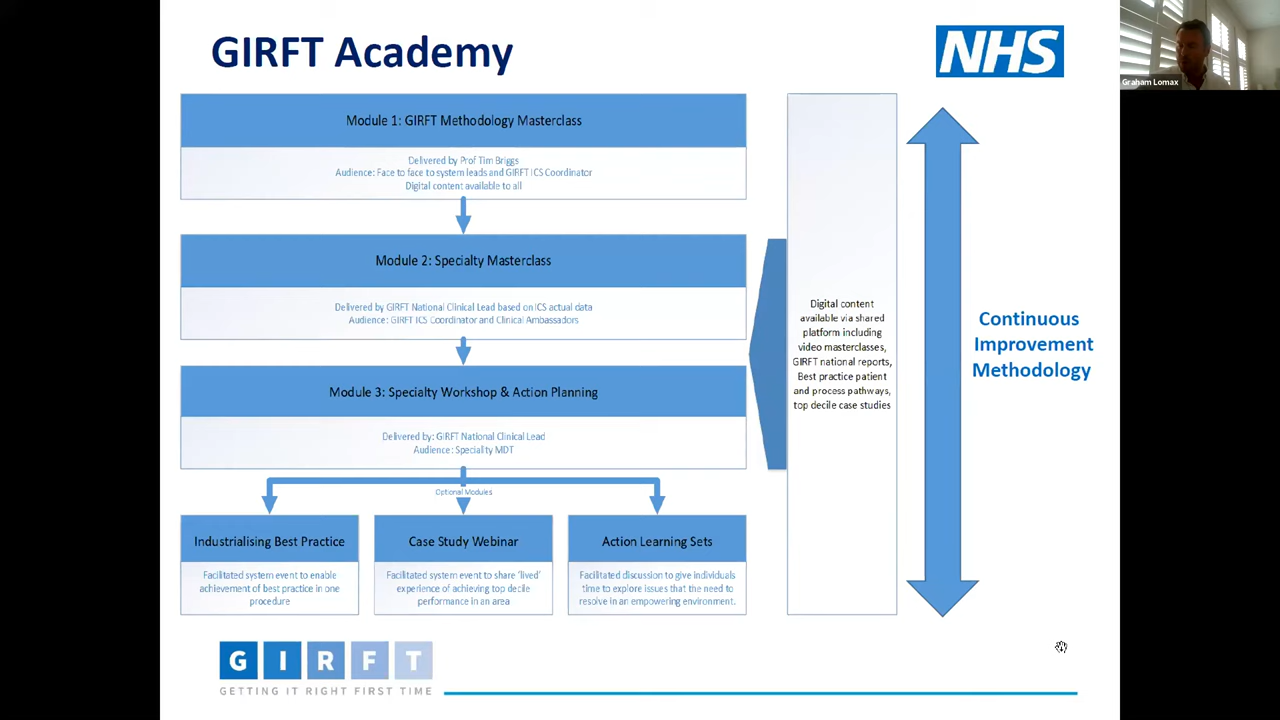 GIRFT Academy
NHS
Graham Lomax
Module 1: GIRFT Methodology Masterclass
Delivered by Prof Tim Briggs
Audience: Face to face to system leads and GIRFT ICS Coordinator
Digital content available to all
Module 2: Specialty Masterclass
Delivered by GIRFT National Clinical Lead based on ICS actual data
Audience: GIRFT ICS Coordinator and Clinical Ambassadors
Module 3: Specialty Workshop & Action Planning
Delivered by: GIRFT National Clinical Lead
Audience: Speciality MDT
Optional Modules
Industrialising Best Practice
Facilitated system event to enable
achievement of best practice in one
procedure
Case Study Webinar
Facilitated system event to share ‘lived’
experience of achieving top decile
performance in an area
Action Learning Sets
Facilitated discussion to give individuals
time to explore issues that the need to
resolve in an empowering environment.
Digital content
available via shared
platform including
video masterclasses,
GIRFT national reports,
Best practice patient
and process pathways,
top decile case studies
Continuous
Improvement
Methodology
GIRFT
GETTING IT RIGHT FIRST TIME